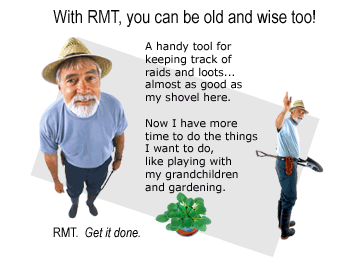 With RMT, you can be old and wise too!
A handy tool for
keeping track of
raids and loots...
almost as good as
my shovel here.
Now I have more
time to do the things
I want to do,
like playing with
my grandchildren
and gardening.
RMT. Get it done.